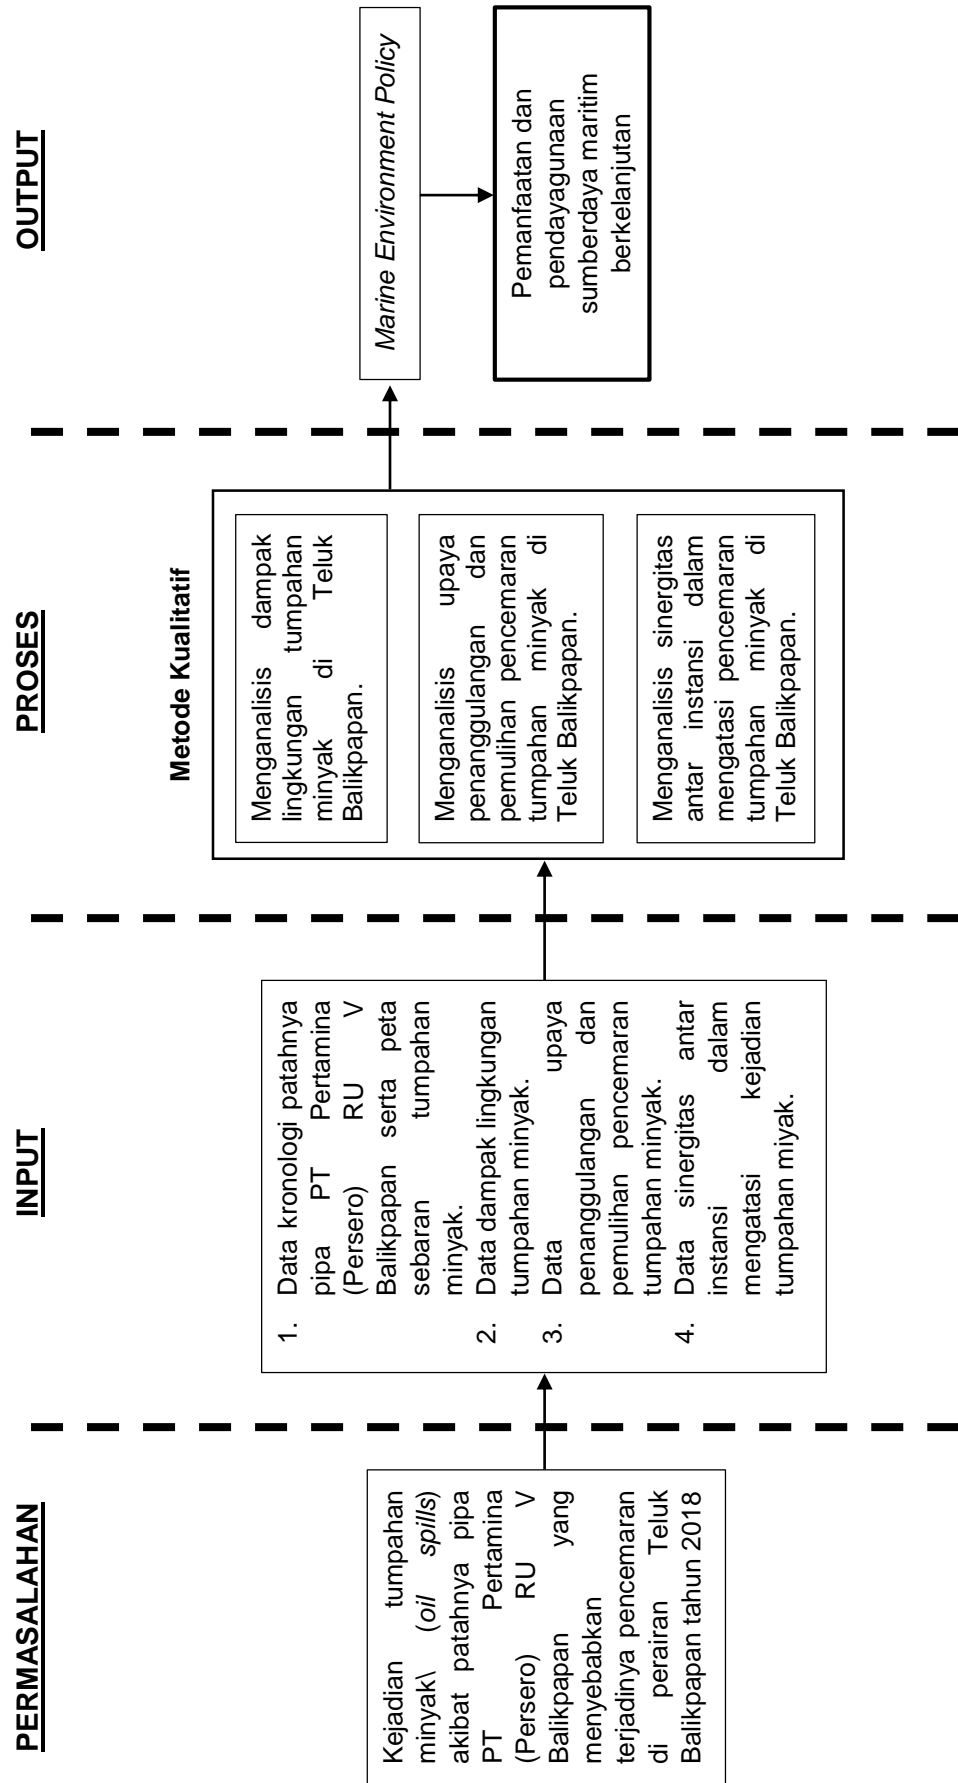 PERMASALAHAN
Kejadian tumpahan
minyak\ (oil spills)
akibat patahnya pipa
PT Pertamina
(Persero) RU V
Balikpapan yang
menyebabkan
terjadinya pencemaran
di perairan Teluk
Balikpapan tahun 2018
INPUT
1. Data kronologi patahnya
pipa PT Pertamina
(Persero) RU V
Balikpapan serta peta
sebaran tumpahan
minyak.
2. Data dampak lingkungan
tumpahan minyak.
3. Data upaya
penanggulangan dan
pemulihan pencemaran
tumpahan minyak.
4. Data sinergitas antar
instansi dalam
mengatasi kejadian
tumpahan miyak.
PROSES
Metode Kualitatif
Menganalisis dampak
lingkungan tumpahan
minyak di Teluk
Balikpapan.
Menganalisis upaya
penanggulangan dan
pemulihan pencemaran
tumpahan minyak di
Teluk Balikpapan.
Menganalisis sinergitas
antar instansi dalam
mengatasi pencemaran
tumpahan minyak di
Teluk Balikpapan.
OUTPUT
Marine Environment Policy
Pemanfaatan dan
pendayagunaan
sumberdaya maritim
berkelanjutan